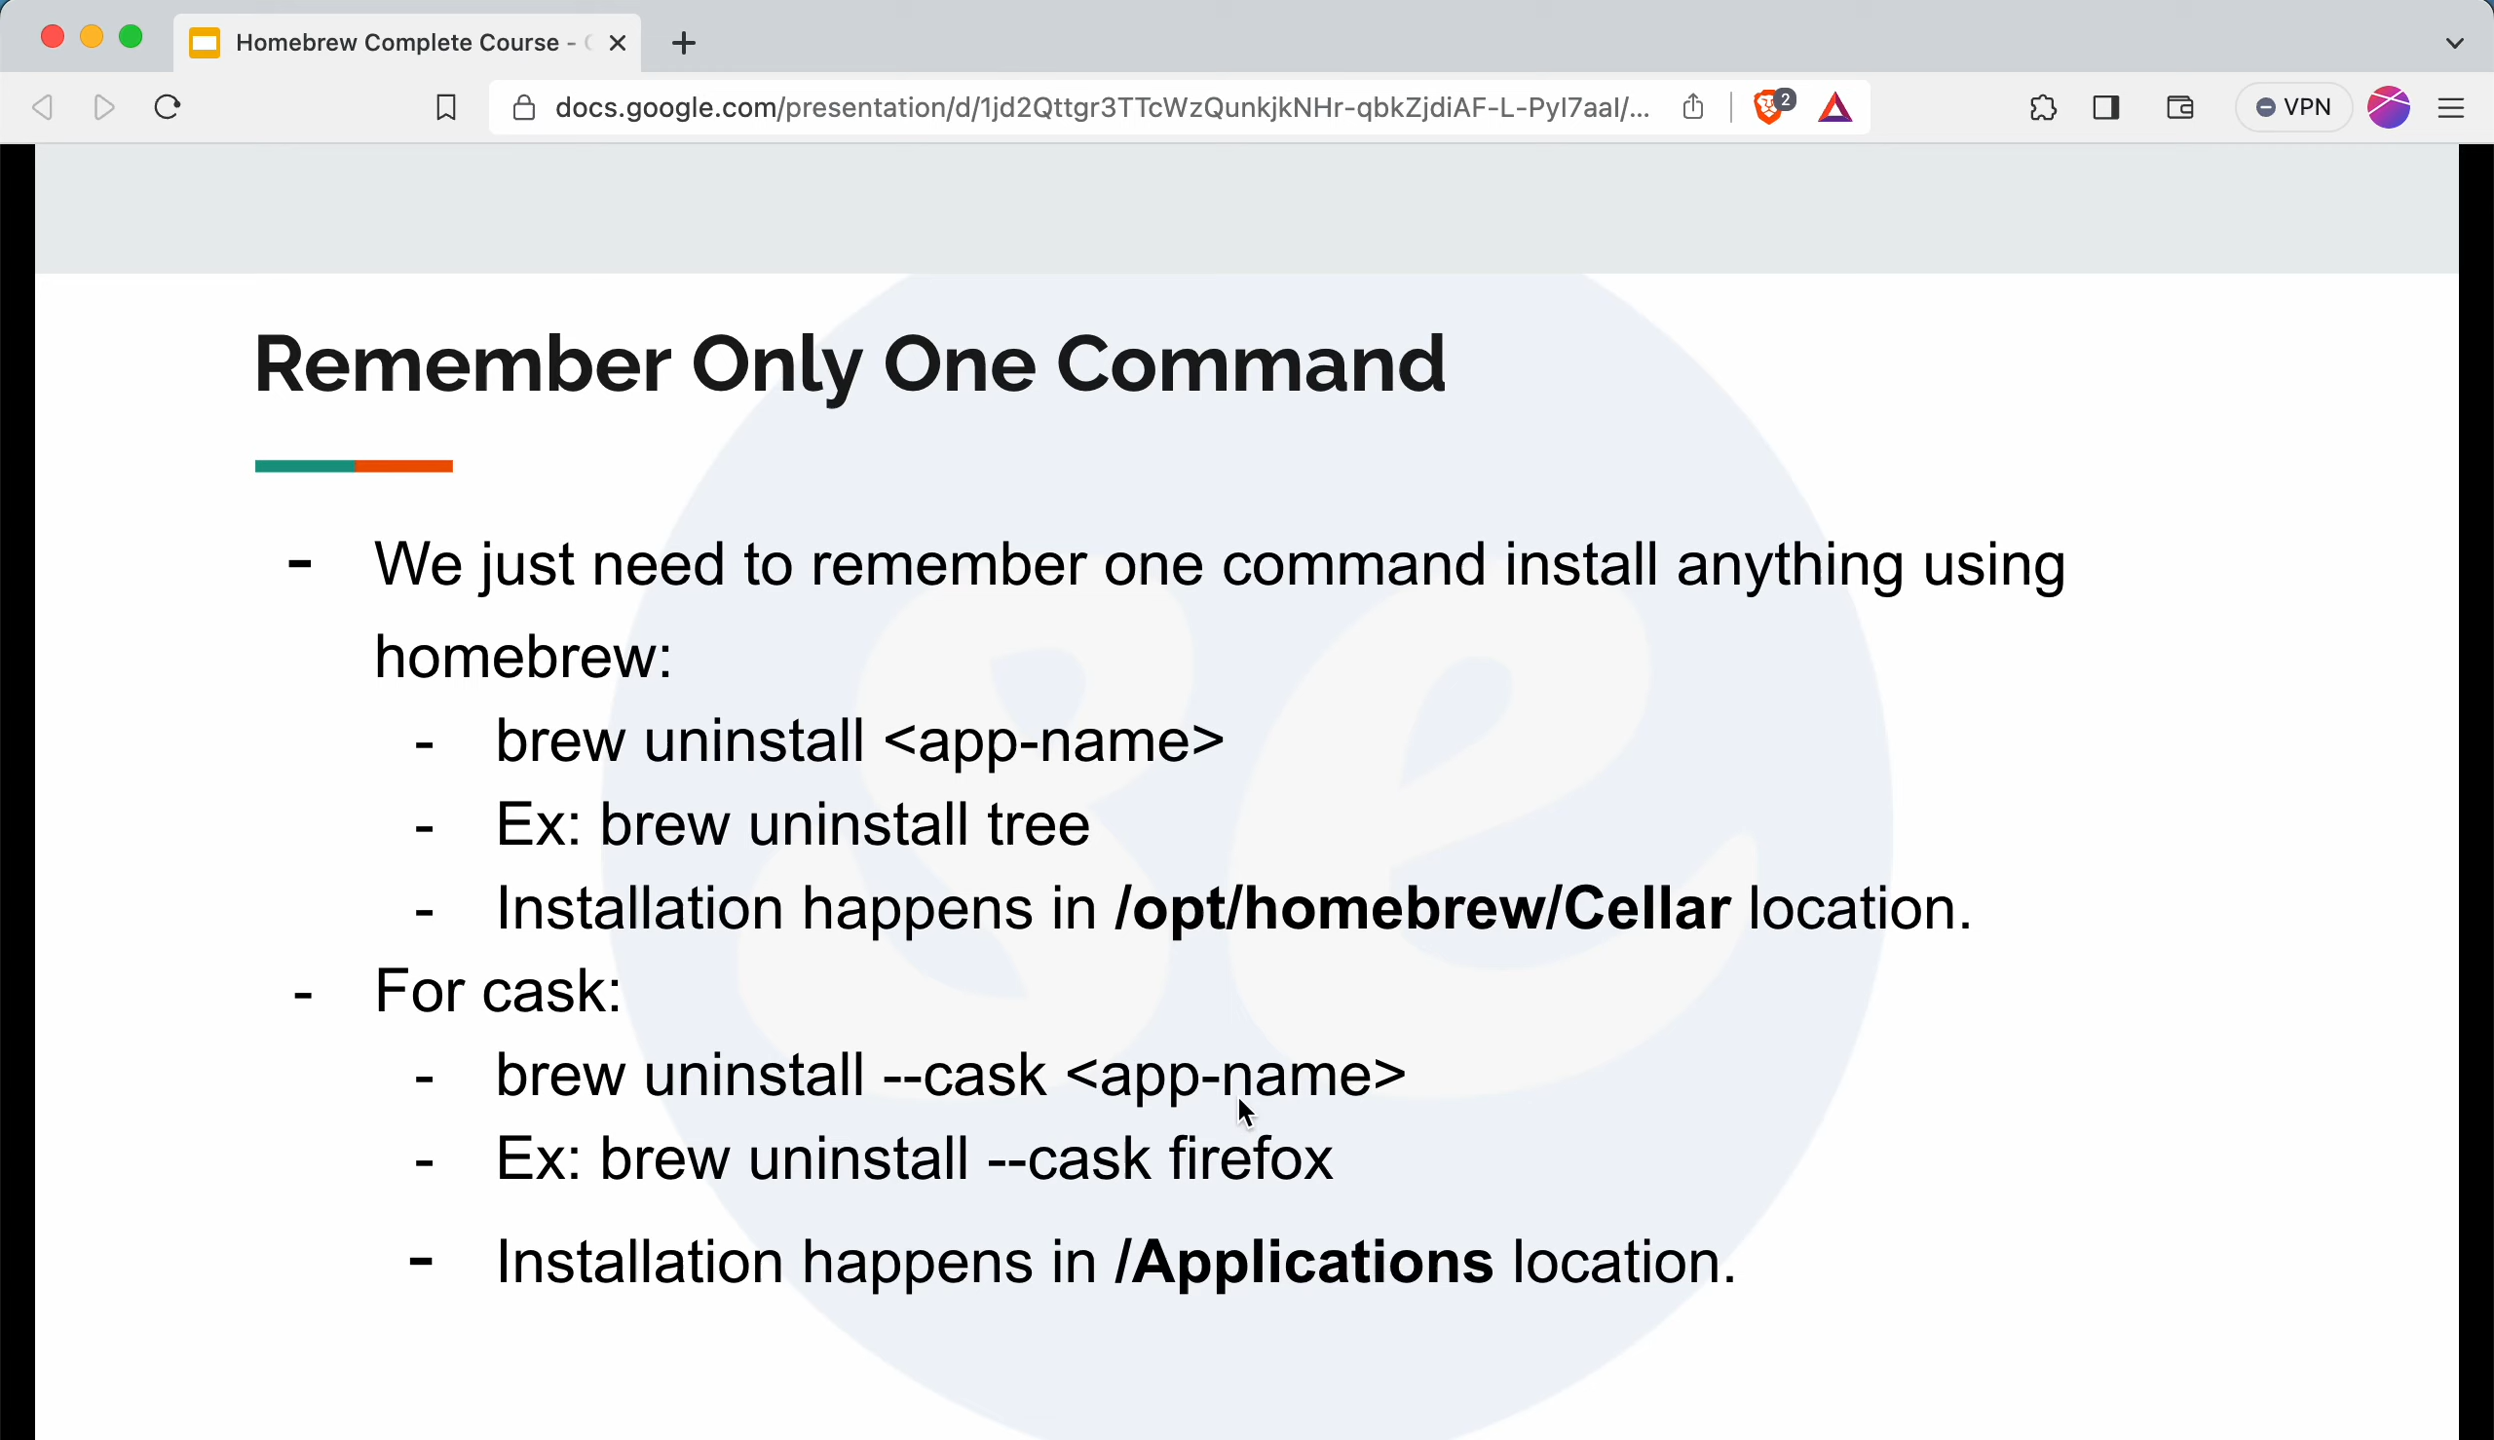 Homebrew Complete Course -
docs.google.com/presentation/d/1jd2Qttgr3TTcWzQunkjkNHr-qbkZjdiAF-L-PyI7aaI/...
2
VPN
Remember Only One Command
- We just need to remember one command install anything using
homebrew:
- brew uninstall <app-name>
- Ex: brew uninstall tree
- Installation happens in /opt/homebrew/Cellar location.
- For cask:
- brew uninstall --cask <app-name>
- Ex: brew uninstall --cask firefox
- Installation happens in /Applications location.